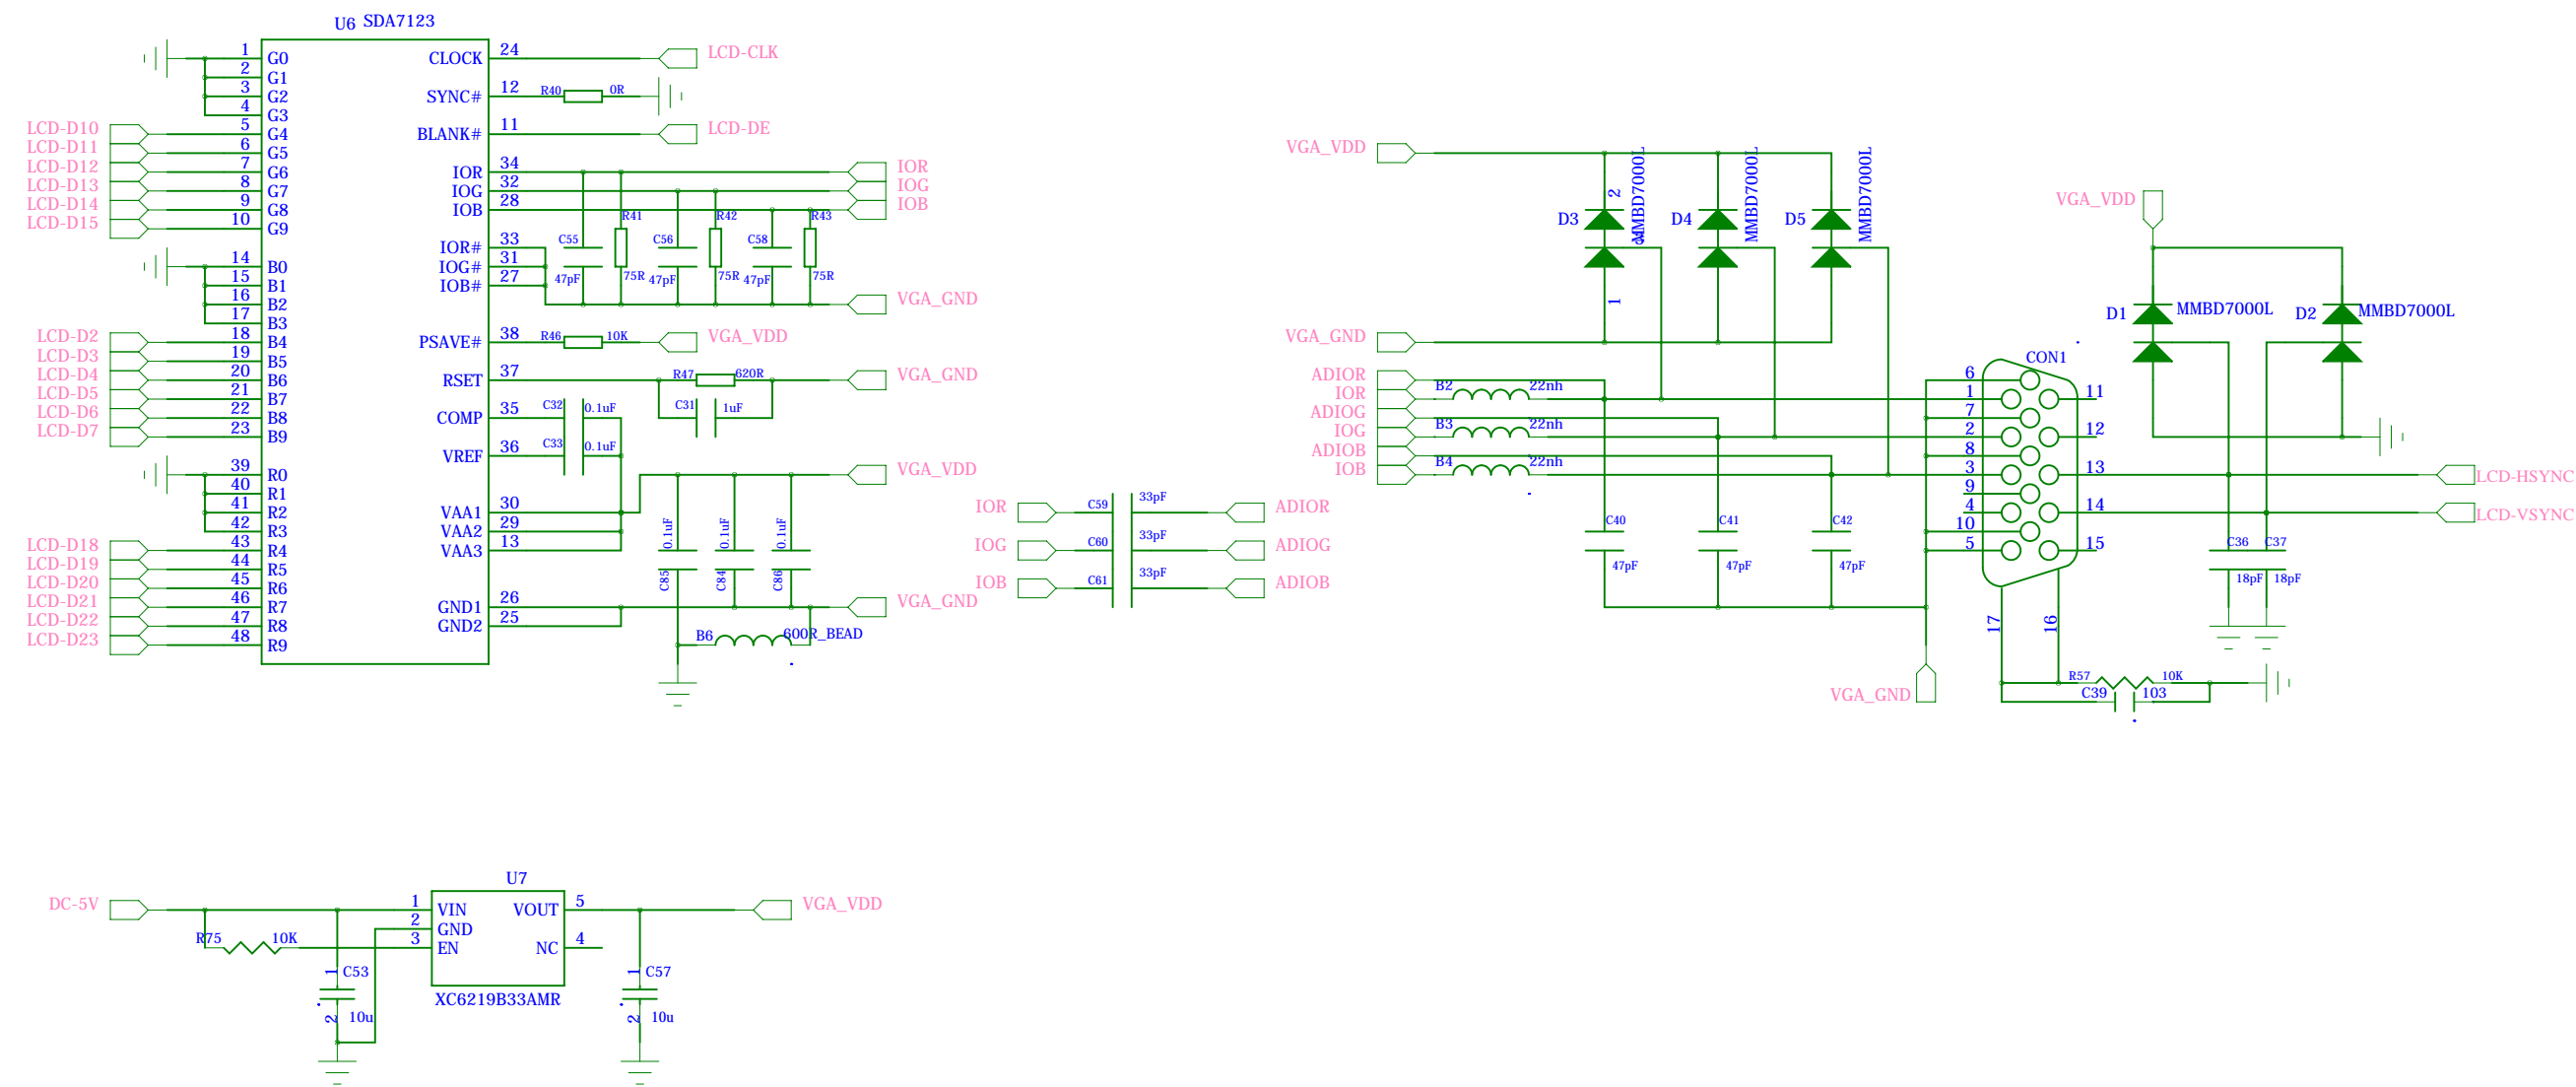 U6 SDA7123
1 G0 CLOCK 24 LCD-CLK
2 G1
3 G2 SYNC# 12 R40 0R
4 G3
LCD-D10 5 G4 BLANK# 11 LCD-DE
LCD-D11 6 G5
LCD-D12 7 G6 IOR 34 IOR
LCD-D13 8 G7 IOG 32 IOG
LCD-D14 9 G8 IOB 28 IOB
LCD-D15 10 G9
R41 R42 R43
IOR# 33 C55 C56 C58
14 B0 IOG# 31
15 B1 IOB# 27 47pF 75R 47pF 75R 47pF 75R
16 B2 VGA_GND
17 B3
LCD-D2 18 B4 PSAVE# 38 R46 10K VGA_VDD
LCD-D3 19 B5
LCD-D4 20 B6 RSET 37 R47 620R VGA_GND
LCD-D5 21 B7
LCD-D6 22 B8 COMP 35 C32 0.1uF C31 1uF
LCD-D7 23 B9
VREF 36 C33 0.1uF
39 R0 VGA_VDD
40 R1
41 R2 VAA1 30
42 R3 VAA2 29
LCD-D18 43 R4 VAA3 13
LCD-D19 44 R5
LCD-D20 45 R6
LCD-D21 46 R7 GND1 26 VGA_GND
LCD-D22 47 R8 GND2 25
LCD-D23 48 R9
0.1uF 0.1uF 0.1uF
C85 C84 C86
B6 600R_BEAD
IOR C59 33pF ADIOR
IOG C60 33pF ADIOG
IOB C61 33pF ADIOB
VGA_VDD
D3 2 MMBD7000L 1
D4 MMBD7000L
D5 MMBD7000L
VGA_GND
ADIOR
IOR B2 22nh
ADIOG
IOG B3 22nh
ADIOB
IOB B4 22nh
C40 C41 C42
47pF 47pF 47pF
VGA_VDD
D1 MMBD7000L D2 MMBD7000L
CON1
6
1 11
7
2 12
8
3 13 LCD-HSYNC
9
4 14 LCD-VSYNC
10
5 15
C36 C37
18pF 18pF
17 16
R57 10K
VGA_GND C39 103
U7
DC-5V 1 VIN VOUT 5 VGA_VDD
2 GND
R75 10K 3 EN NC 4
1 C53 1 C57
XC6219B33AMR
2 10u 2 10u